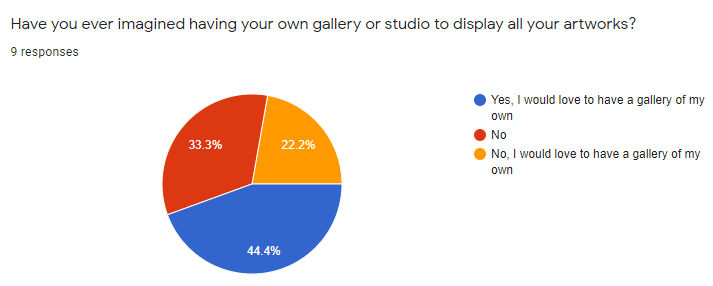 Have you ever imagined having your own gallery or studio to display all your artworks?
9 responses
33.3%
22.2%
44.4%
Yes, I would love to have a gallery of my
own
No
No, I would love to have a gallery of my
own